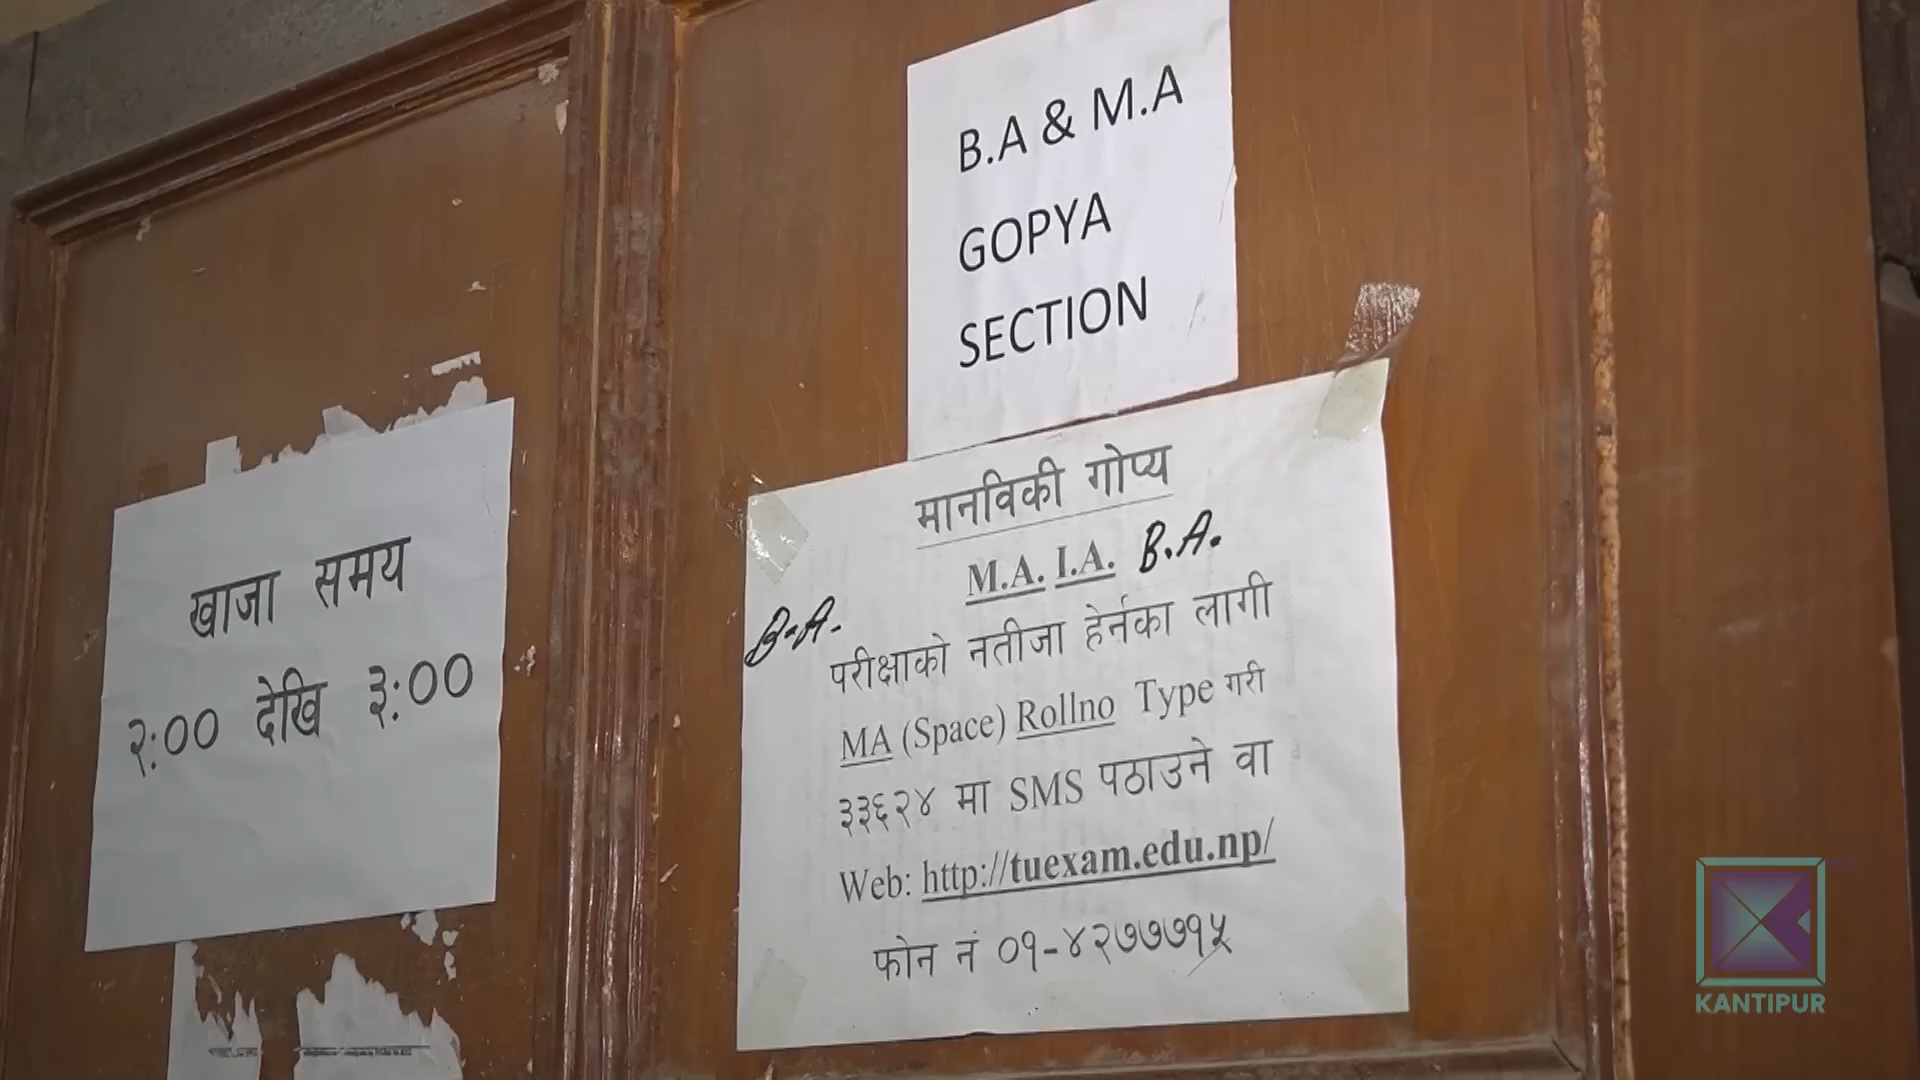 B.A & M.A
GOPYA
SECTION
खाजा समय
२:०० देखि ३:००
मानविकी गोप्य
M.A. I.A. B.A.
B.A.
परीक्षाको नतीजा हेर्नका लागी
MA (Space) Rollno Type गरी
३३६२४ मा SMS पठाउने वा
Web: http://tuexam.edu.np/
फोन नं ०१-४२७७७१५
KANTIPUR